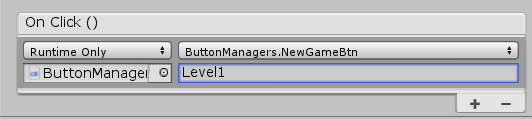 On Click ()
Runtime Only ButtonManagers.NewGameBtn
ButtonManager Level1